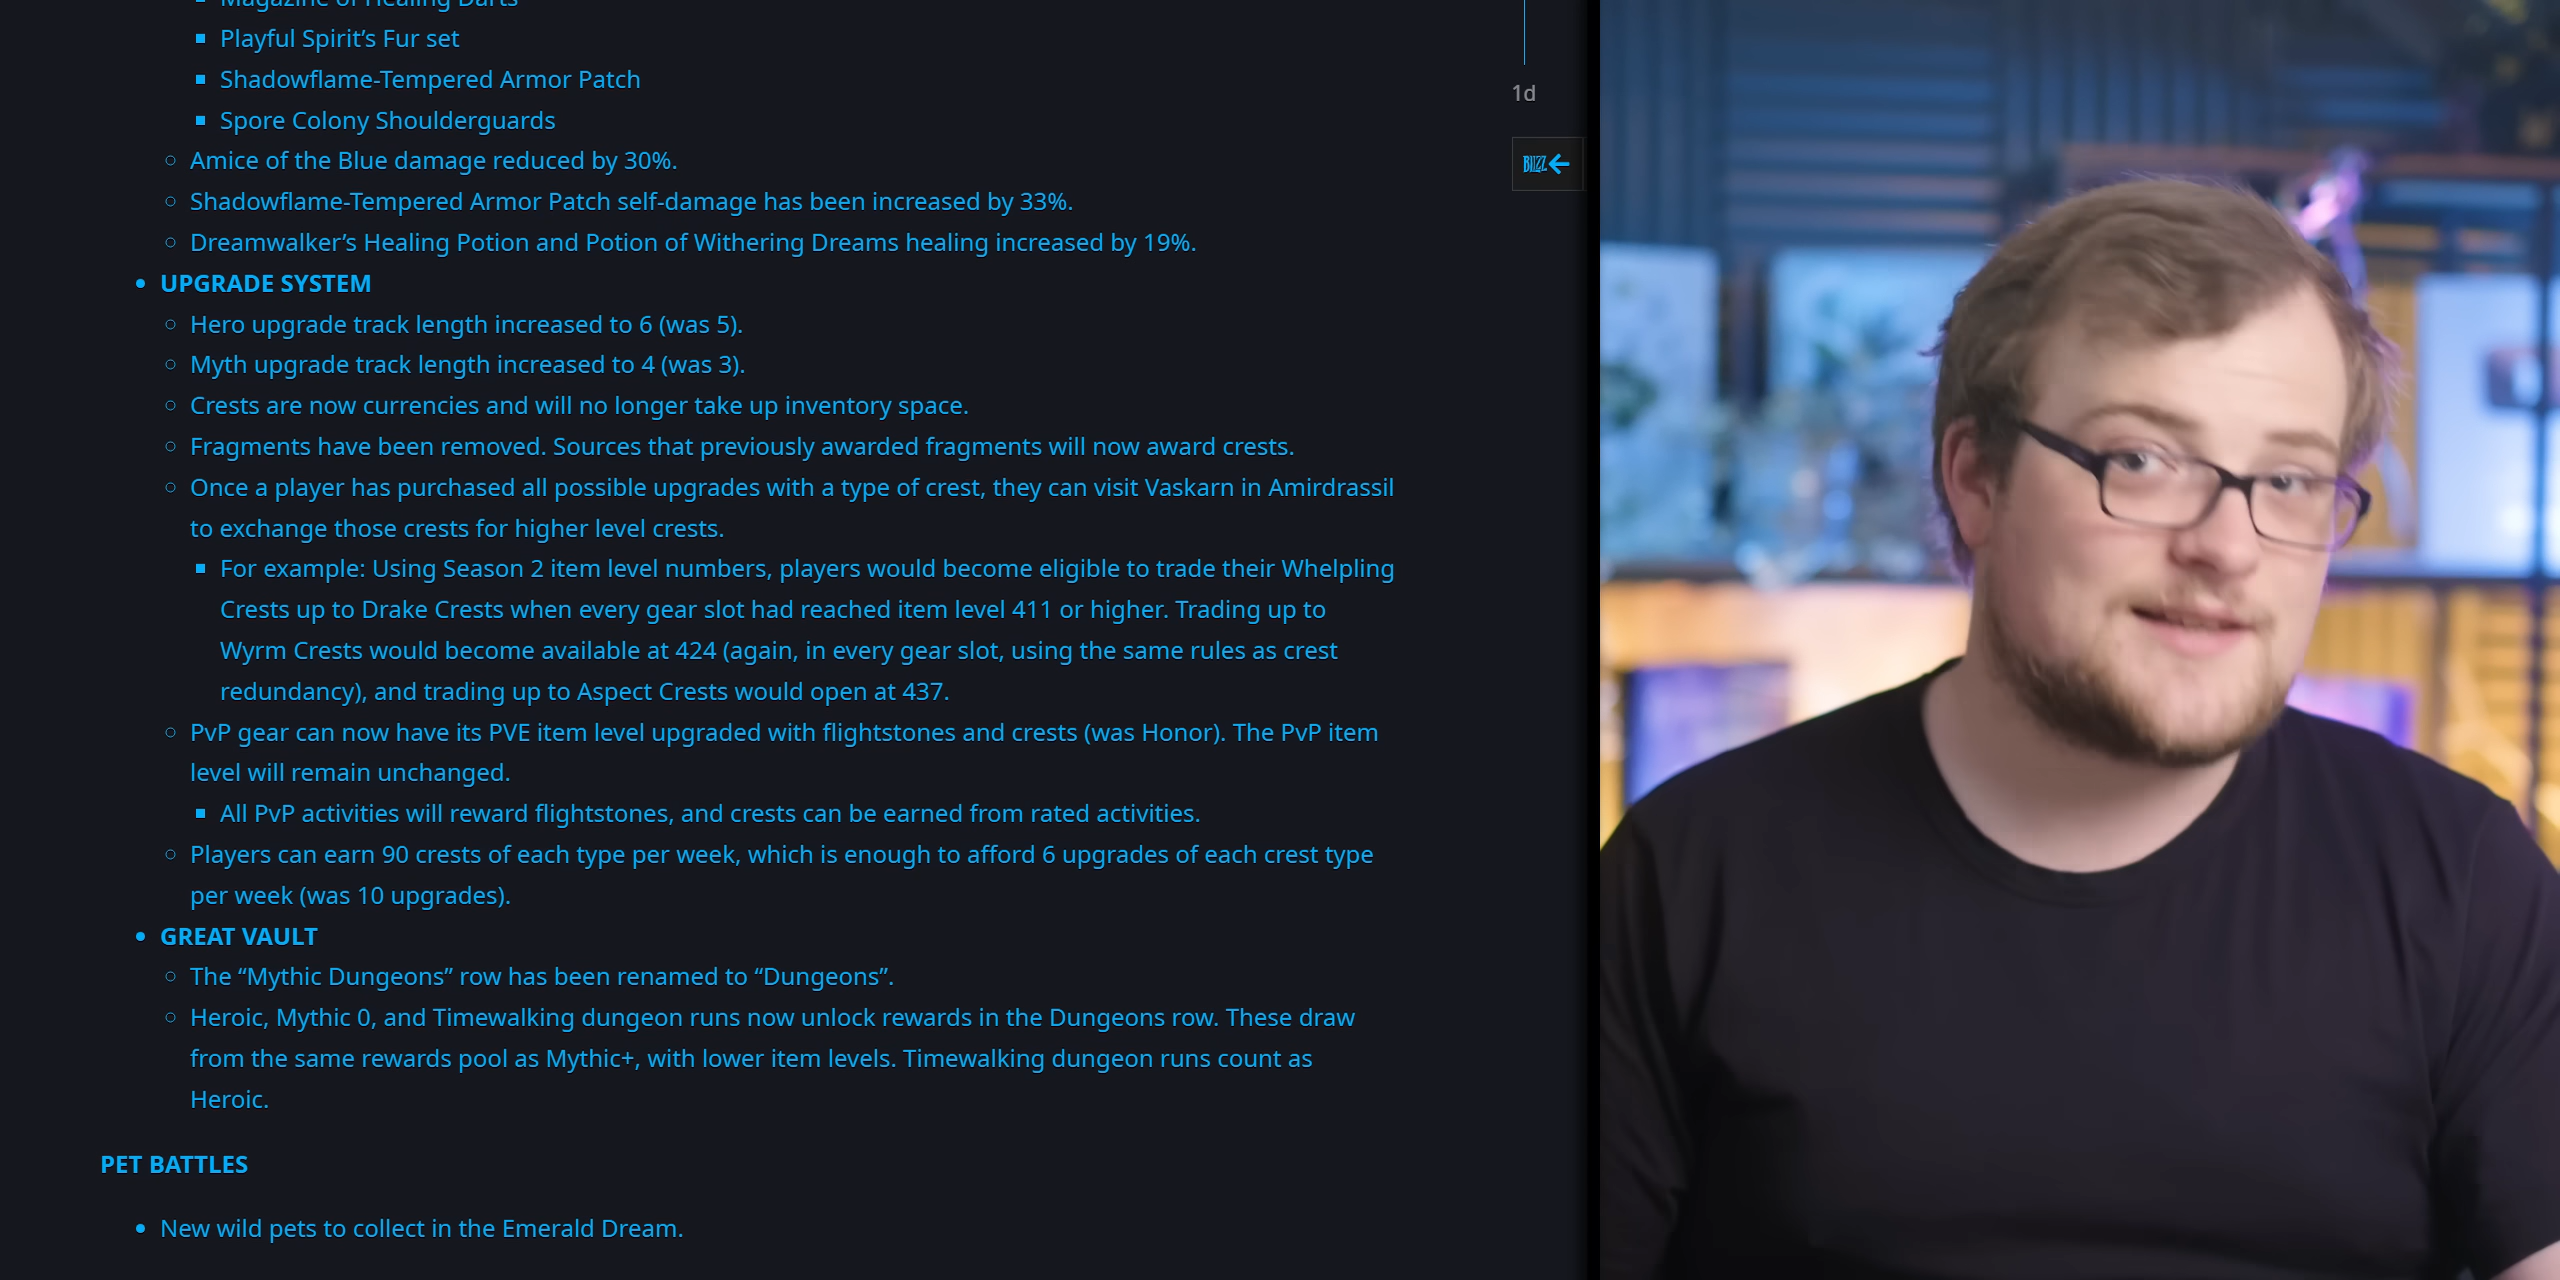 Magazine of Healing Darts
Playful Spirit’s Fur set
Shadowflame-Tempered Armor Patch
Spore Colony Shoulderguards
Amice of the Blue damage reduced by 30%.
Shadowflame-Tempered Armor Patch self-damage has been increased by 33%.
Dreamwalker’s Healing Potion and Potion of Withering Dreams healing increased by 19%.
UPGRADE SYSTEM
Hero upgrade track length increased to 6 (was 5).
Myth upgrade track length increased to 4 (was 3).
Crests are now currencies and will no longer take up inventory space.
Fragments have been removed. Sources that previously awarded fragments will now award crests.
Once a player has purchased all possible upgrades with a type of crest, they can visit Vaskarn in Amirdrassil
to exchange those crests for higher level crests.
For example: Using Season 2 item level numbers, players would become eligible to trade their Whelpling
Crests up to Drake Crests when every gear slot had reached item level 411 or higher. Trading up to
Wyrm Crests would become available at 424 (again, in every gear slot, using the same rules as crest
redundancy), and trading up to Aspect Crests would open at 437.
PvP gear can now have its PVE item level upgraded with flightstones and crests (was Honor). The PvP item
level will remain unchanged.
All PvP activities will reward flightstones, and crests can be earned from rated activities.
Players can earn 90 crests of each type per week, which is enough to afford 6 upgrades of each crest type
per week (was 10 upgrades).
GREAT VAULT
The “Mythic Dungeons” row has been renamed to “Dungeons”.
Heroic, Mythic 0, and Timewalking dungeon runs now unlock rewards in the Dungeons row. These draw
from the same rewards pool as Mythic+, with lower item levels. Timewalking dungeon runs count as
Heroic.
PET BATTLES
New wild pets to collect in the Emerald Dream.
1d
BLIZZ